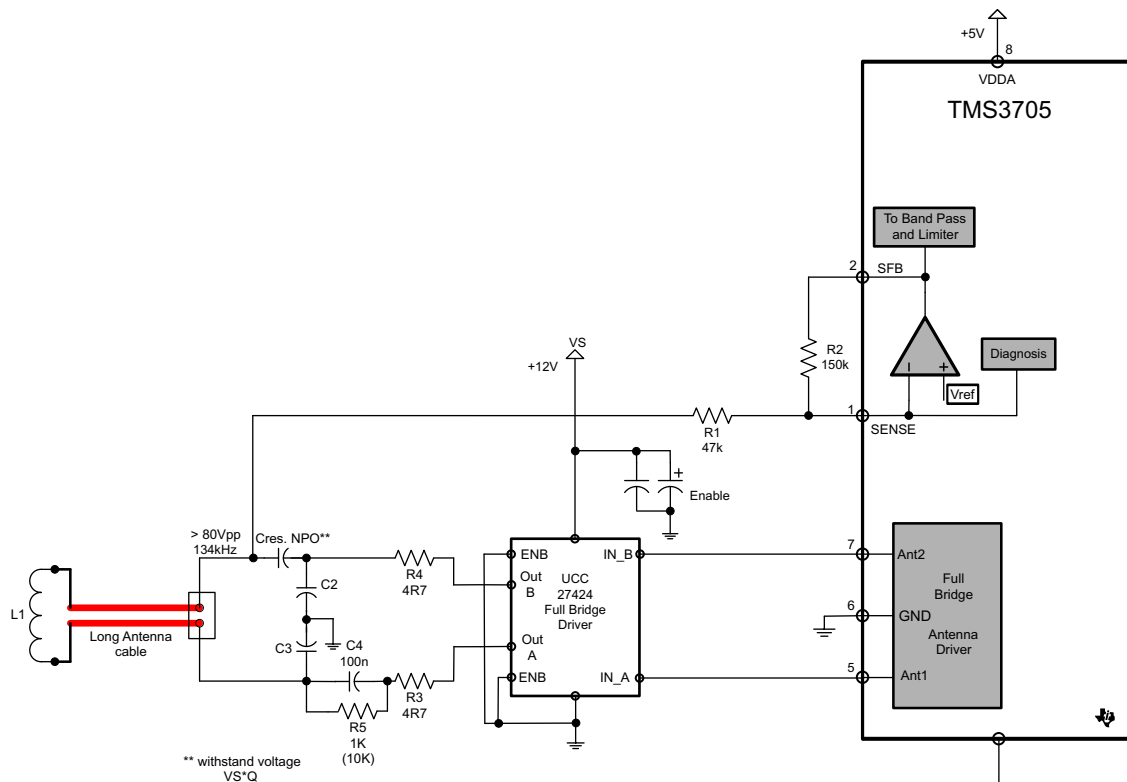 +5V
8
VDDA
TMS3705
To Band Pass
and Limiter
2
SFB
R2
150k
Diagnosis
Vref
1
SENSE
VS
+12V
R1
47k
Enable
> 80Vpp
134kHz
Cres. NPO**
R4
4R7
C2
C3
C4
100n
R3
4R7
R5
1K
(10K)
L1
Long Antenna
cable
ENB
IN_B
Out
B
UCC
27424
Full Bridge
Driver
Out
A
ENB
IN_A
7
Ant2
6
GND
5
Ant1
Full
Bridge
Antenna
Driver
** withstand voltage
VS*Q